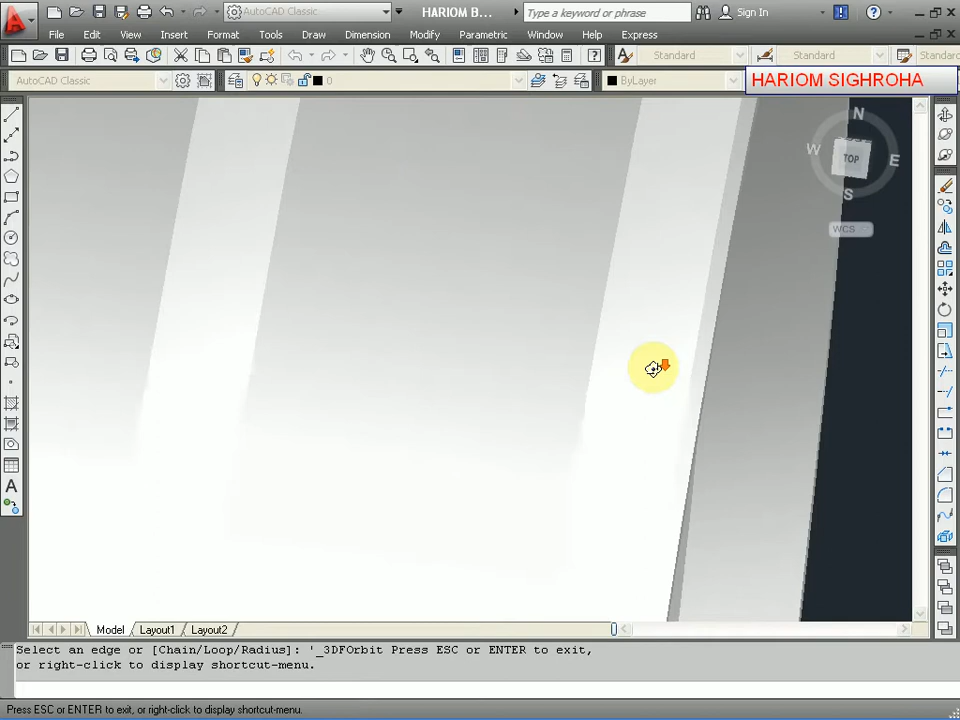 AutoCAD Classic
HARIOM B...
Type a keyword or phrase
Sign In
File Edit View Insert Format Tools Draw Dimension Modify Parametric Window Help Express
Standard
Standard
Standard
AutoCAD Classic
0
ByLayer
HARIOM SIGHROHA
N
W TOP E
S
WCS
A
Model Layout1 Layout2
Select an edge or [Chain/Loop/Radius]: '_3DFOrbit Press ESC or ENTER to exit,
or right-click to display shortcut-menu.
Press ESC or ENTER to exit, or right-click to display shortcut-menu.